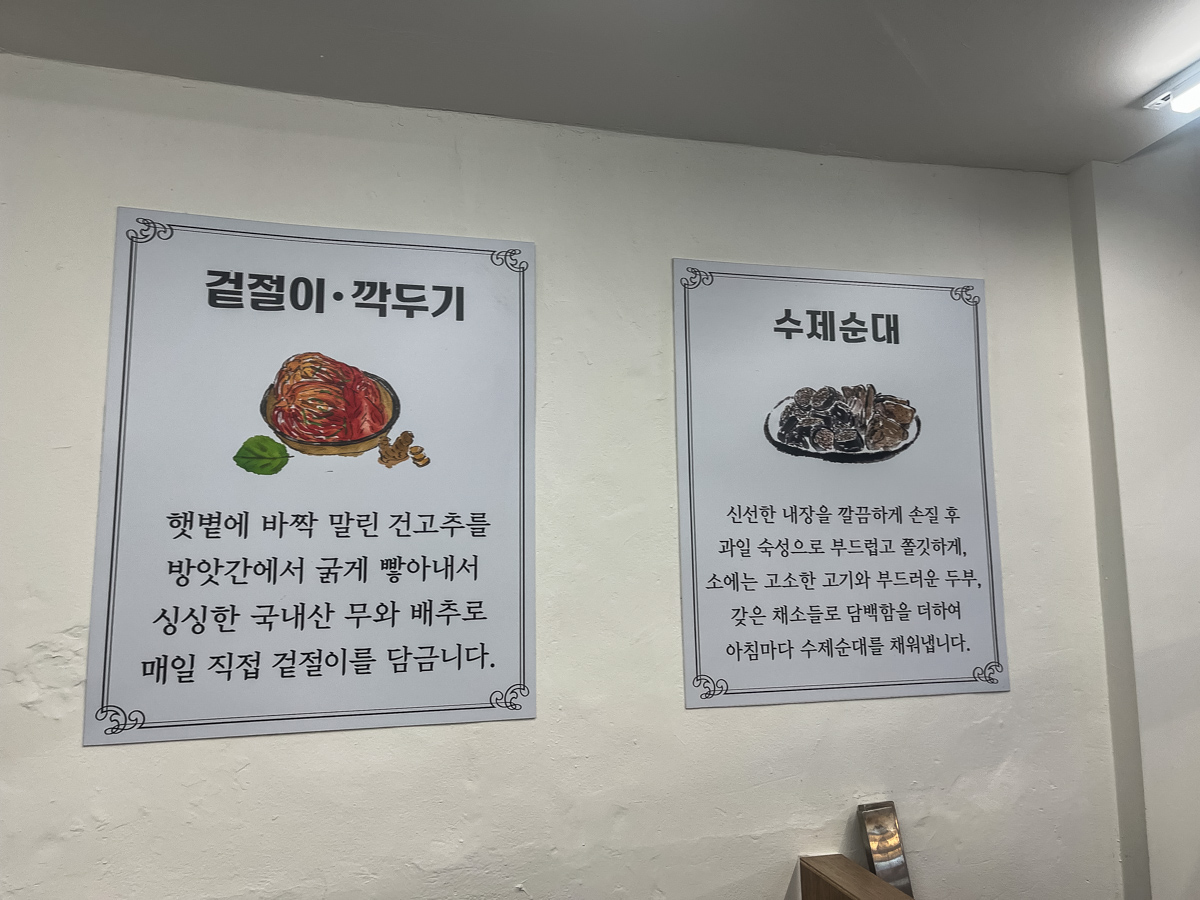 겉절이·깍두기
햇볕에 바짝 말린 건고추를
방앗간에서 굵게 빻아내서
싱싱한 국내산 무와 배추로
매일 직접 겉절이를 담금니다.
수제순대
신선한 내장을 깔끔하게 손질 후
과일 숙성으로 부드럽고 쫄깃하게,
소에는 고소한 고기와 부드러운 두부,
갖은 채소들로 담백함을 더하여
아침마다 수제순대를 채워냅니다.